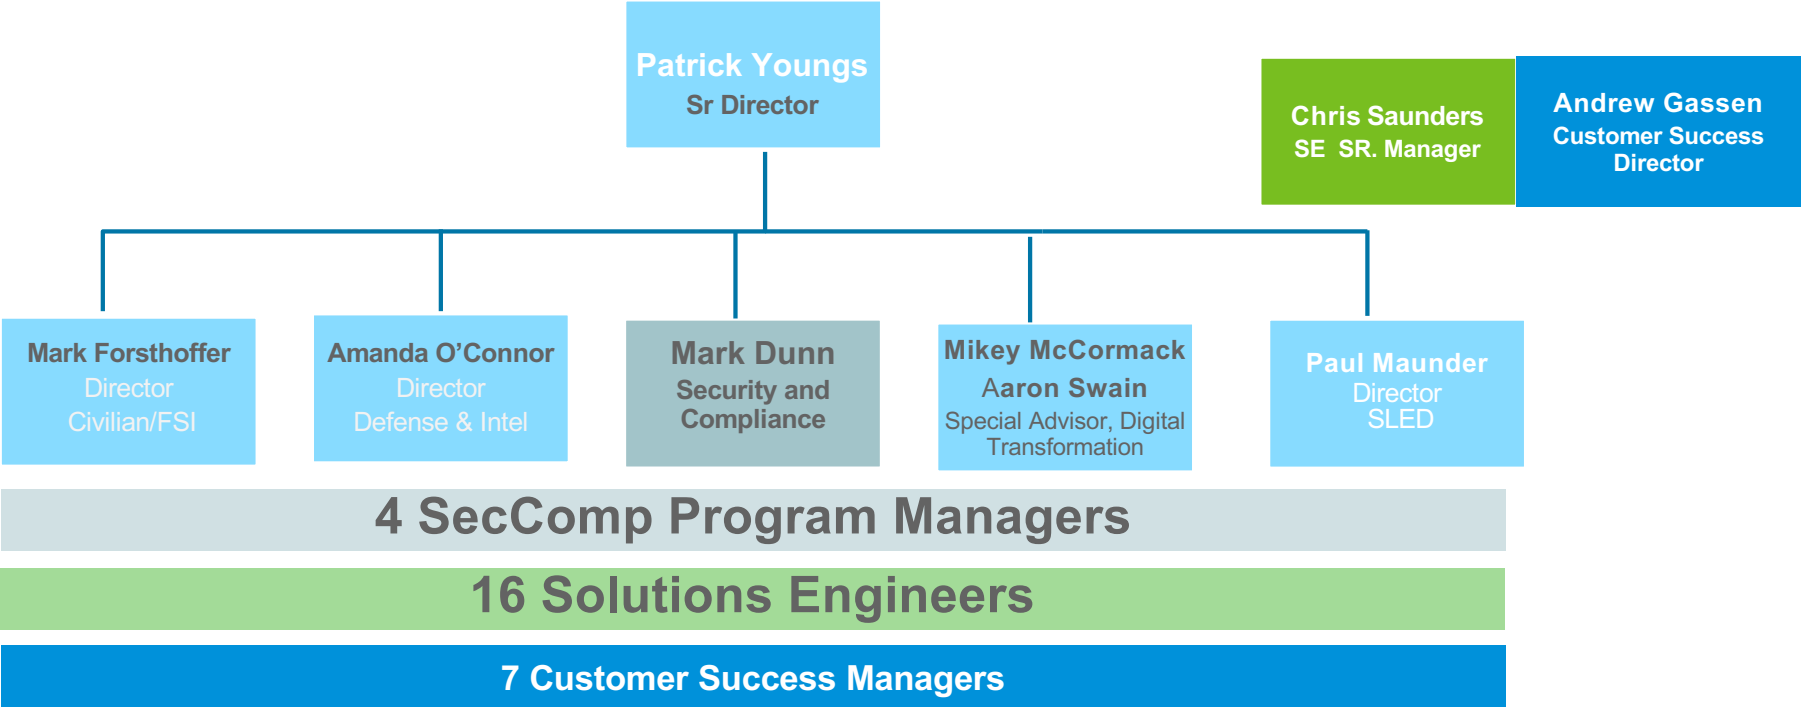 Patrick Youngs
Sr Director
Chris Saunders
SE SR. Manager
Andrew Gassen
Customer Success
Director
Mark Forsthoffer
Director
Civilian/FSI
Amanda O’Connor
Director
Defense & Intel
Mark Dunn
Security and
Compliance
Mikey McCormack
Aaron Swain
Special Advisor, Digital
Transformation
Paul Maunder
Director
SLED
4 SecComp Program Managers
16 Solutions Engineers
7 Customer Success Managers